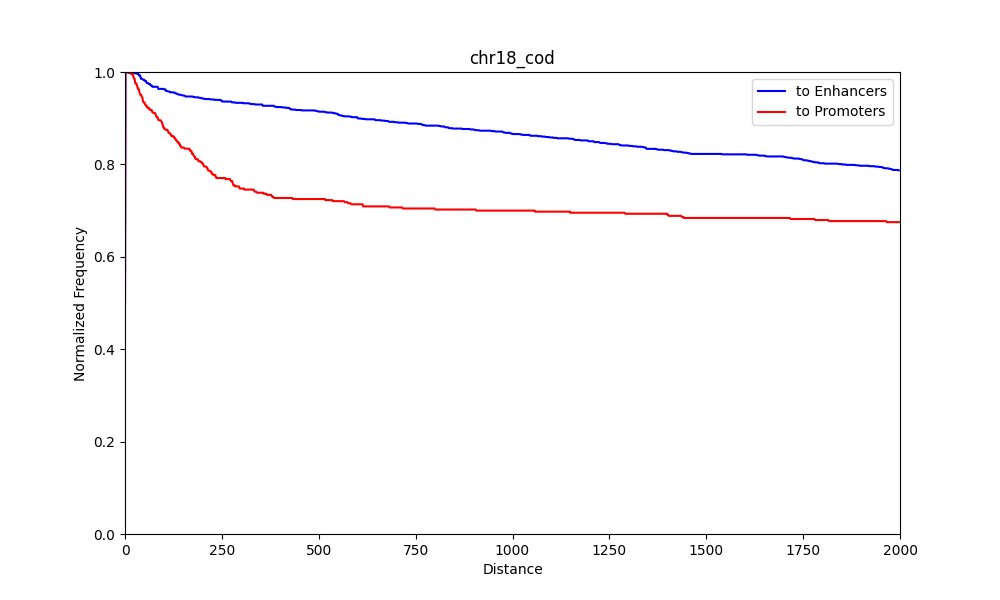 chr18_cod
to Enhancers
to Promoters
Normalized Frequency
1.0
0.8
0.6
0.4
0.2
0.0
0 250 500 750 1000 1250 1500 1750 2000
Distance